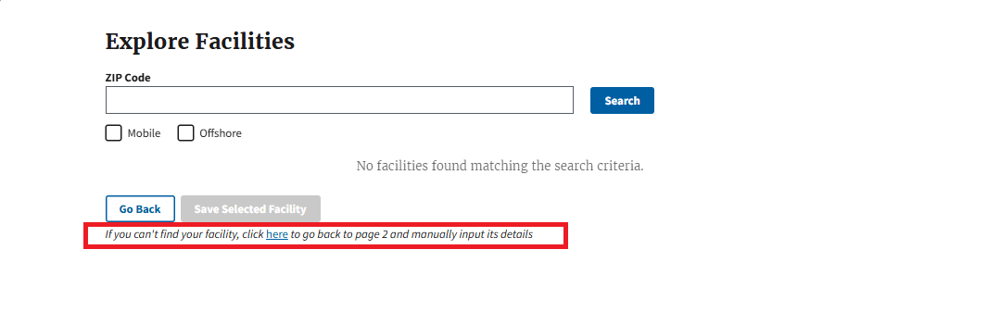 Explore Facilities
ZIP Code
Search
Mobile Offshore
No facilities found matching the search criteria.
Go Back Save Selected Facility
If you can't find your facility, click here to go back to page 2 and manually input its details